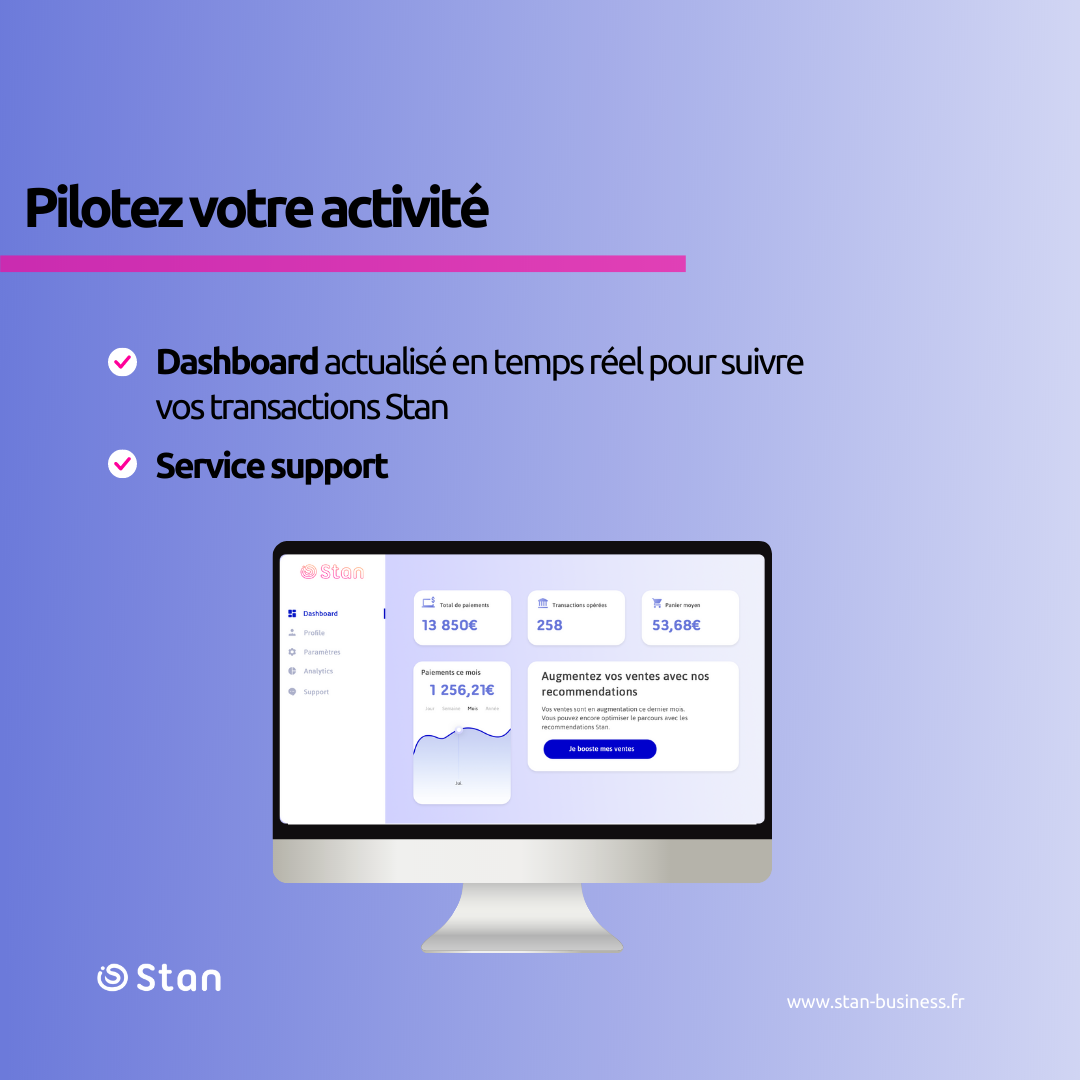 Pilotez votre activité
Dashboard actualisé en temps réel pour suivre
vos transactions Stan
Service support
Stan
Dashboard
Profile
Paramètres
Analytics
Support
Total de paiements
13 850€
Transactions opérées
258
Panier moyen
53,68€
Paiements ce mois
1 256,21€
Semaine Mois Année
Juil.
Augmentez vos ventes avec nos
recommendations
Vos ventes sont en augmentation ce dernier mois.
Vous pouvez encore optimiser le parcours avec les
recommendations Stan.
Je booste mes ventes
Stan
www.stan-business.fr